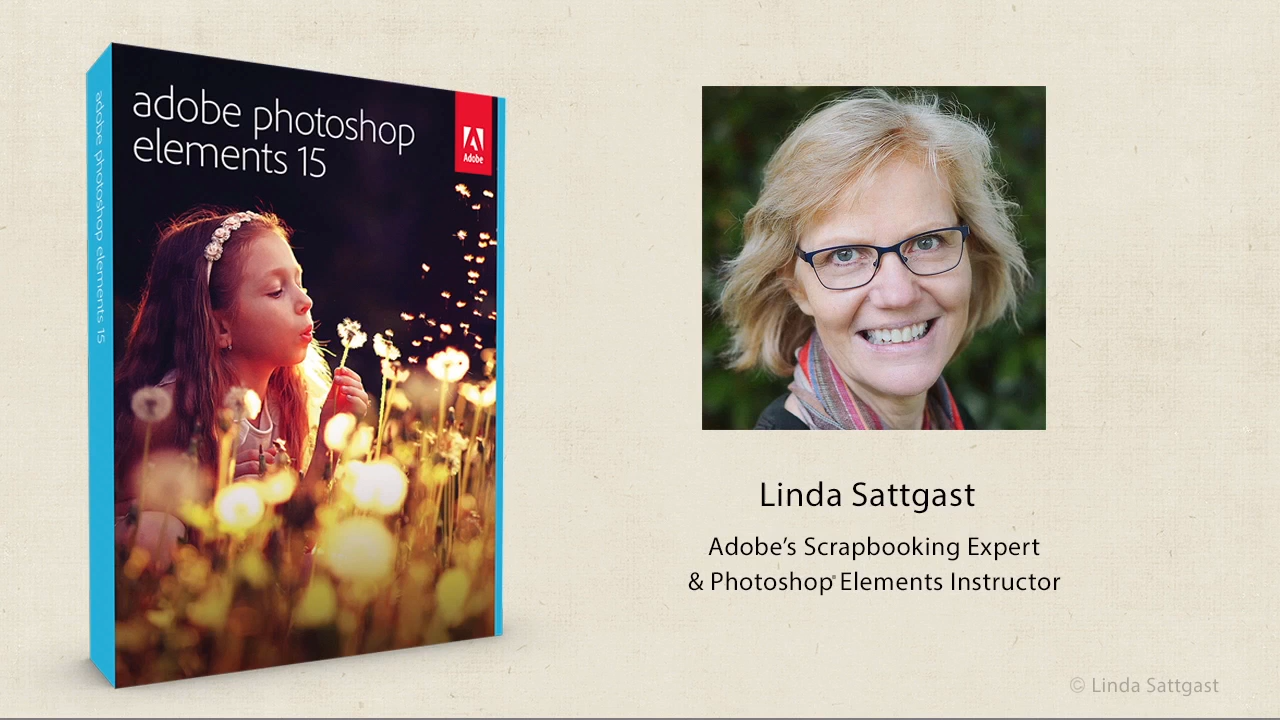 adobe photoshop
elements 15
Adobe
adobe photoshop elements 15
Linda Sattgast
Adobe’s Scrapbooking Expert
& Photoshop® Elements Instructor
© Linda Sattgast